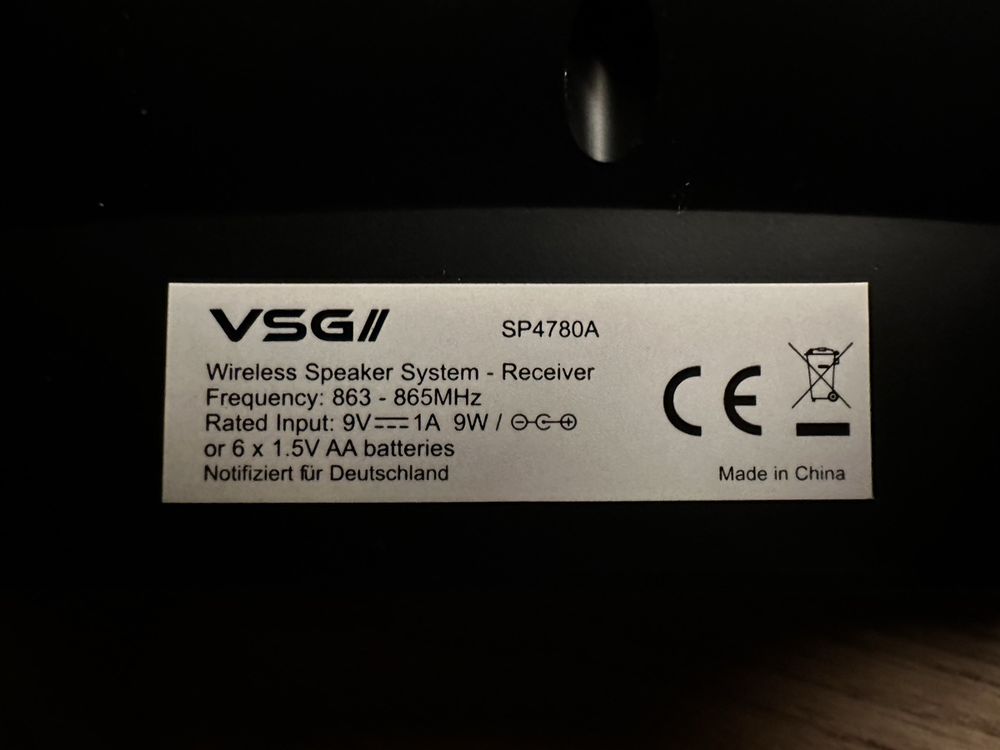 VSG// SP4780A
Wireless Speaker System - Receiver
Frequency: 863 - 865MHz
Rated Input: 9V⎓1A 9W /
or 6 x 1.5V AA batteries
Notifiziert für Deutschland
CE
Made in China